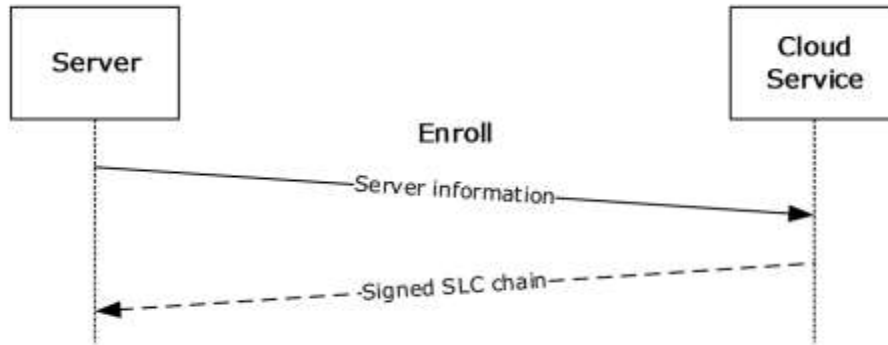 Server
Cloud
Service
Enroll
Server information
Signed SLC chain